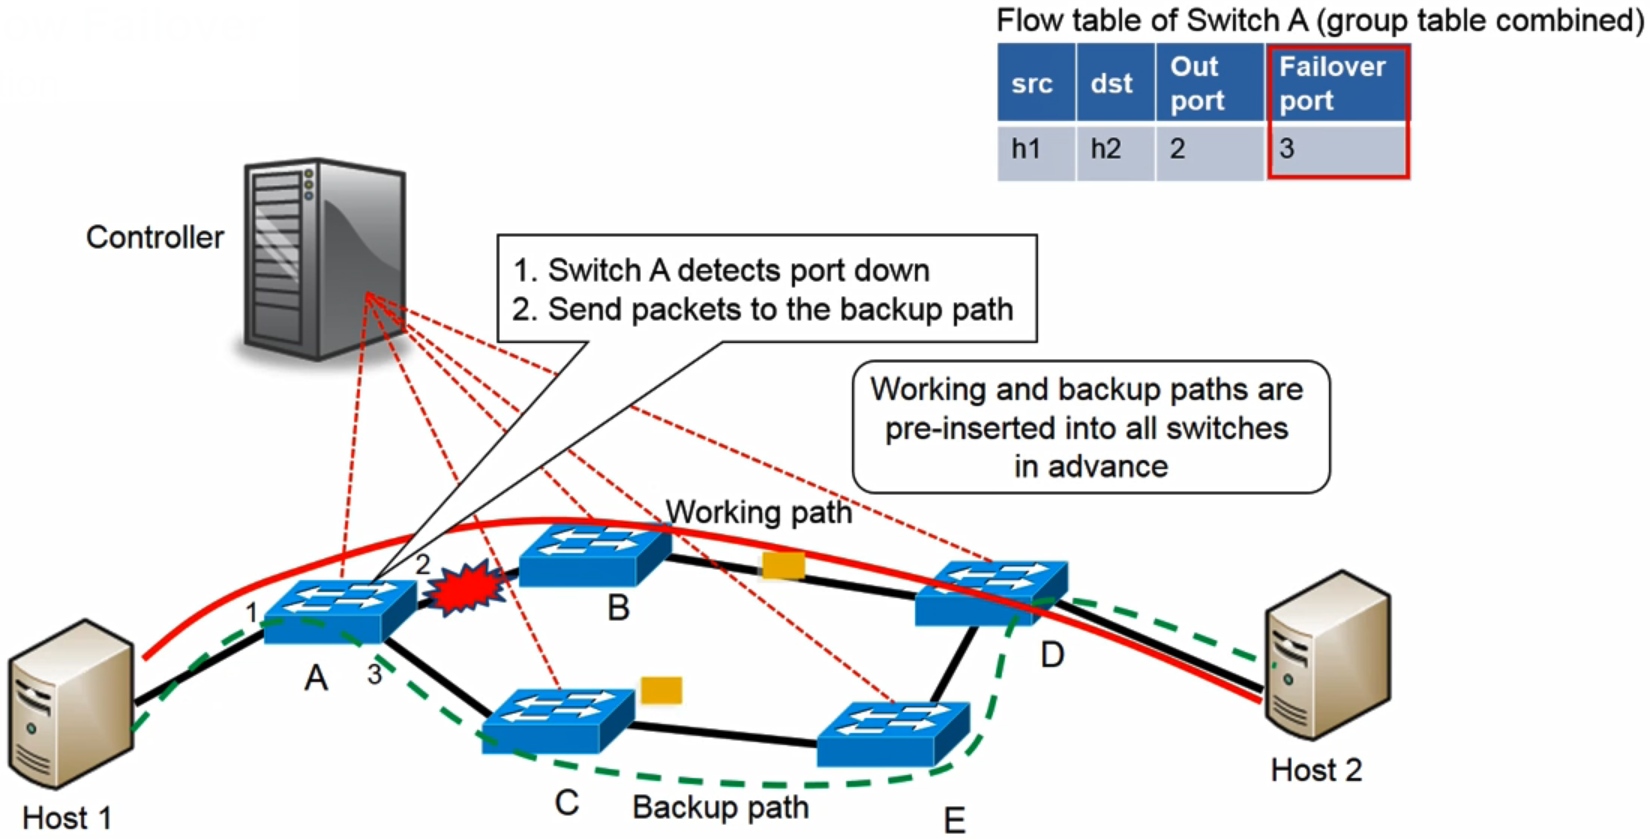 Flow table of Switch A (group table combined)
src dst Out port Failover port
h1 h2 2 3
Controller
1. Switch A detects port down
2. Send packets to the backup path
Working and backup paths are
pre-inserted into all switches
in advance
Working path
2
1
B
A
3
D
C
Backup path
E
Host 1
Host 2